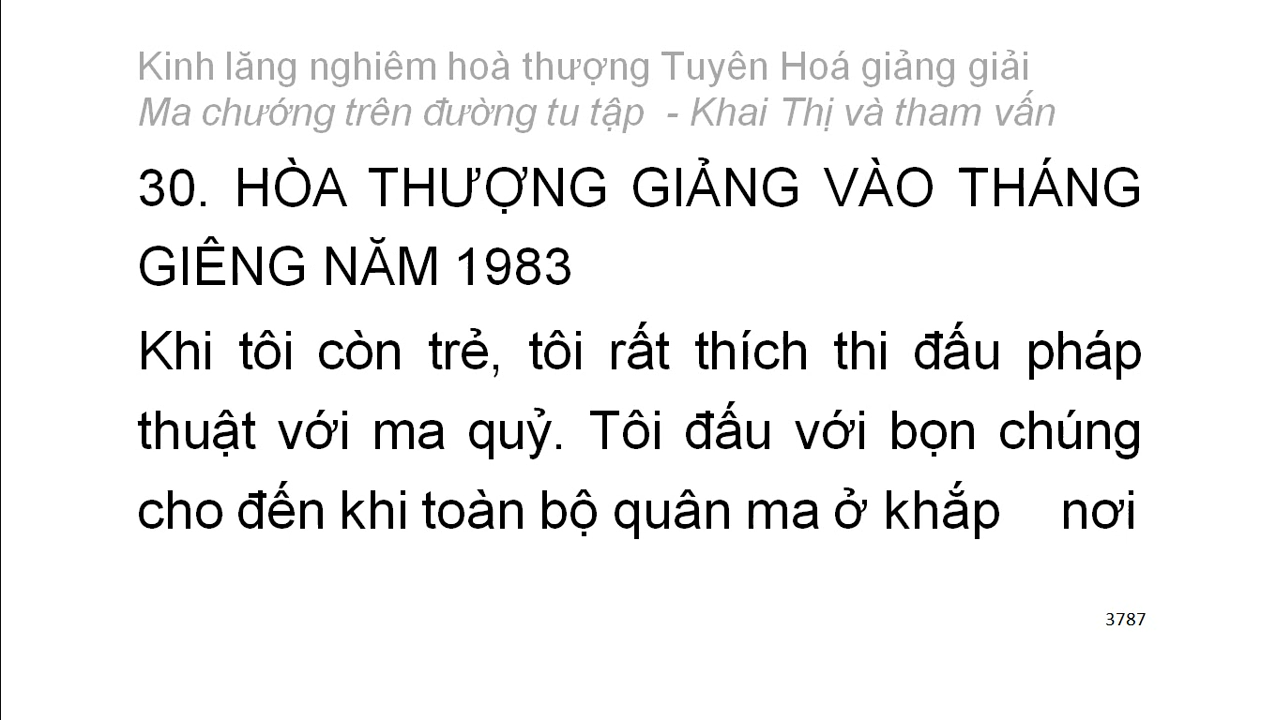 Kinh lăng nghiêm hoà thượng Tuyên Hoá giảng giải
Ma chướng trên đường tu tập - Khai Thị và tham vấn
30. HÒA THƯỢNG GIẢNG VÀO THÁNG
GIÊNG NĂM 1983
Khi tôi còn trẻ, tôi rất thích thi đấu pháp
thuật với ma quỷ. Tôi đấu với bọn chúng
cho đến khi toàn bộ quân ma ở khắp nơi
3787